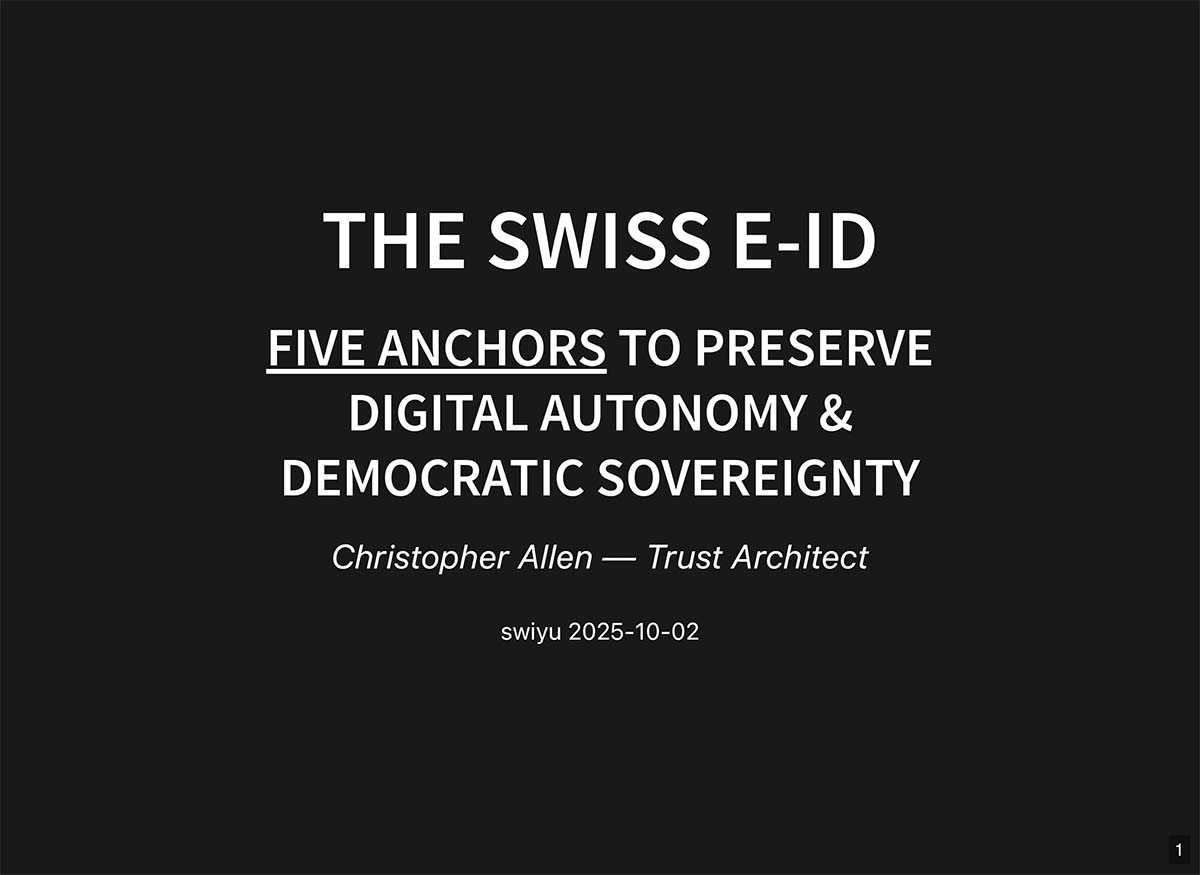 THE SWISS E-ID
FIVE ANCHORS TO PRESERVE
DIGITAL AUTONOMY &
DEMOCRATIC SOVEREIGNTY
Christopher Allen — Trust Architect
swiyu 2025-10-02
1